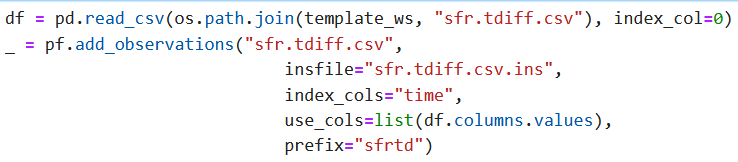 df = pd.read_csv(os.path.join(template_ws, "sfr.tdiff.csv"), index_col=0)
_ = pf.add_observations("sfr.tdiff.csv",
insfile="sfr.tdiff.csv.ins",
index_cols="time",
use_cols=list(df.columns.values),
prefix="sfrtd")